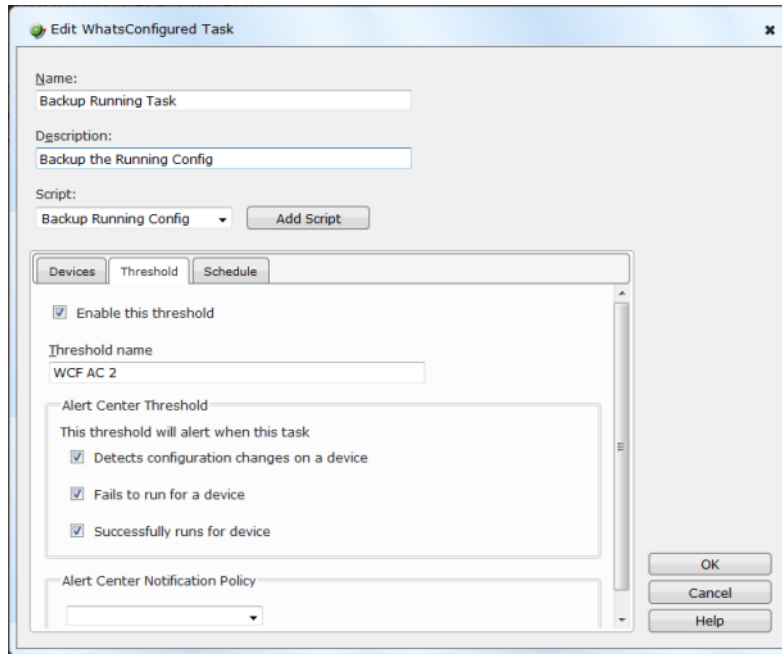 Edit WhatsConfigured Task
Name:
Backup Running Task
Description:
Backup the Running Config
Script:
Backup Running Config
Add Script
Devices Threshold Schedule
Enable this threshold
Threshold name
WCF AC 2
Alert Center Threshold
This threshold will alert when this task
Detects configuration changes on a device
Fails to run for a device
Successfully runs for device
Alert Center Notification Policy
OK
Cancel
Help